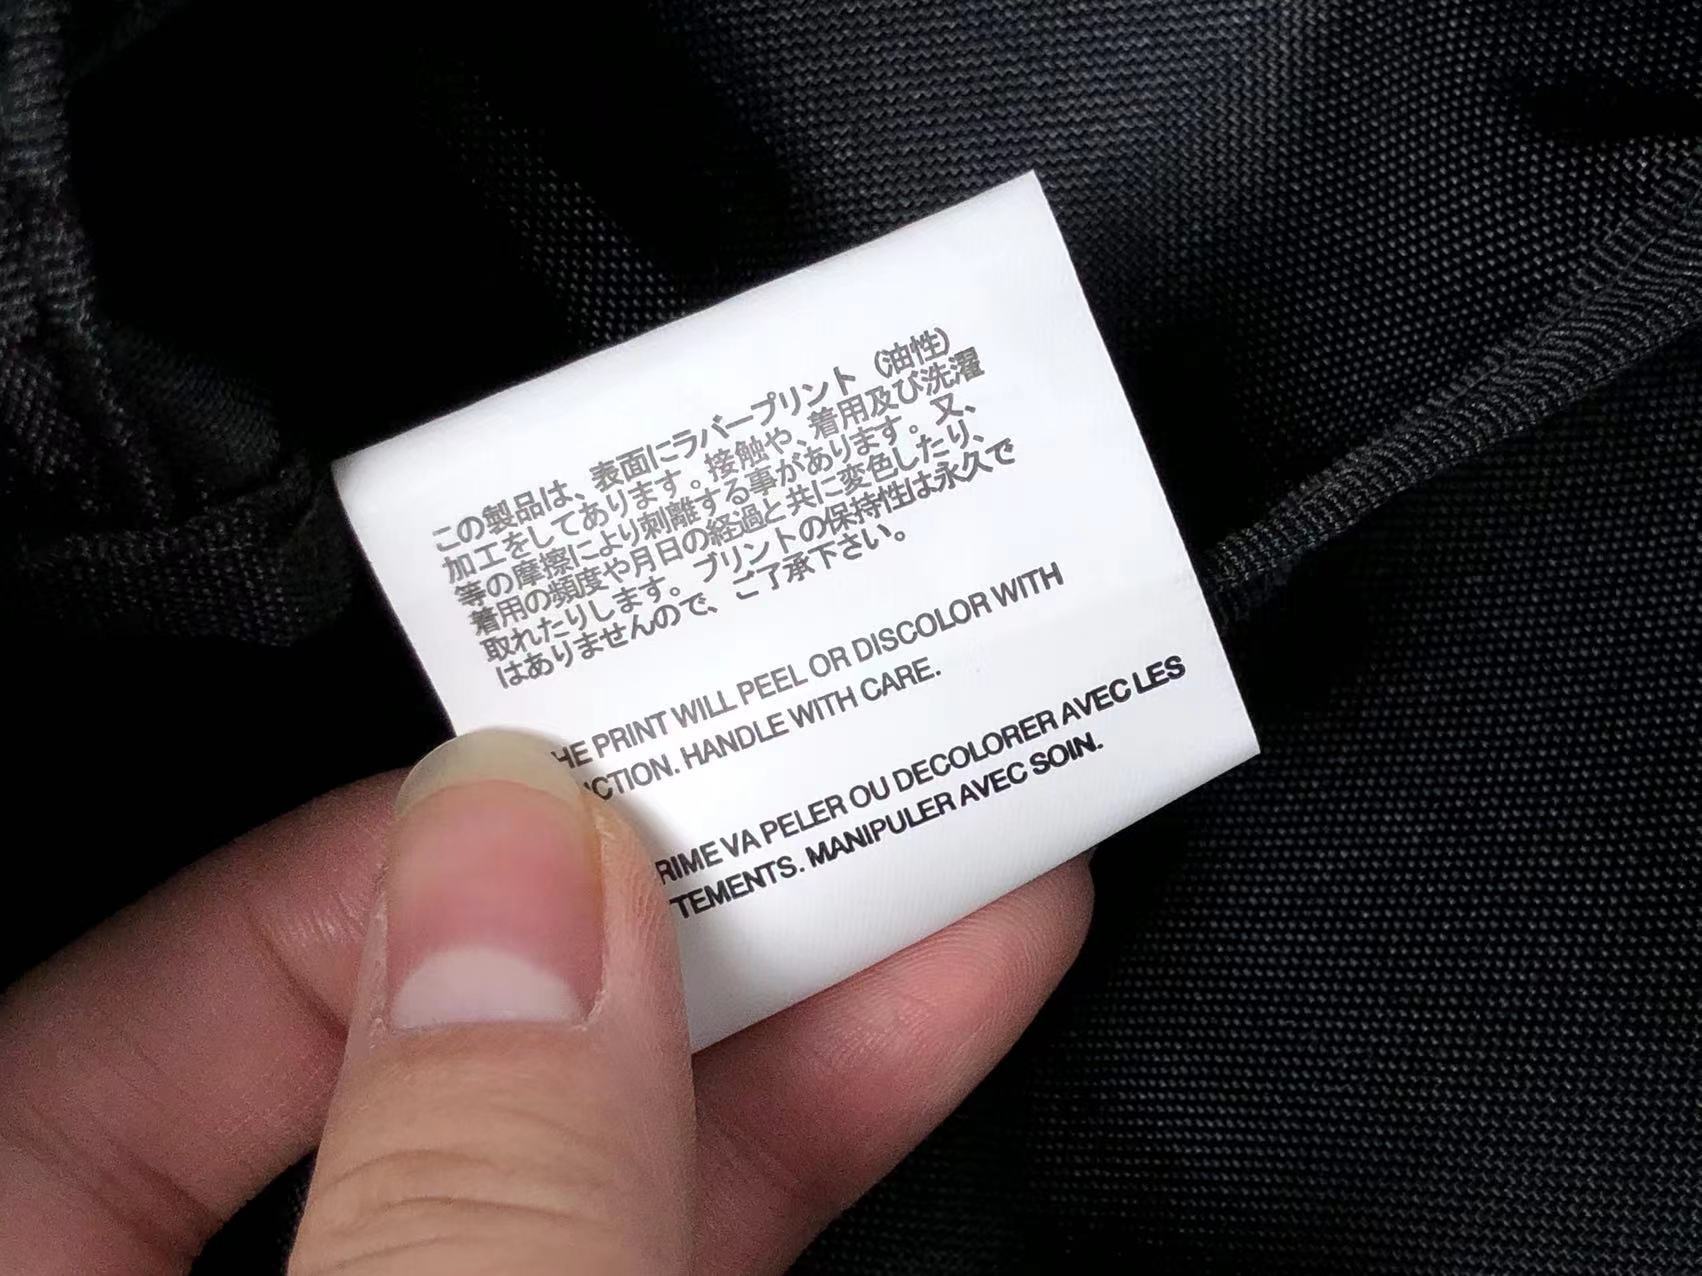 この製品は、表面にラバープリント（油性）
加工をしてあります。接触や、着用及び洗濯
等の摩擦により刺離する事があります。又、
着用の頻度や月日の経過と共に変色したり、
取れたりします。プリントの保持性は永久で
はありませんので、ご了承下さい。
HE PRINT WILL PEEL OR DISCOLOR WITH
CTION. HANDLE WITH CARE.
RIME VA PELER OU DECOLORER AVEC LES
TEMENTS. MANIPULER AVEC SOIN.